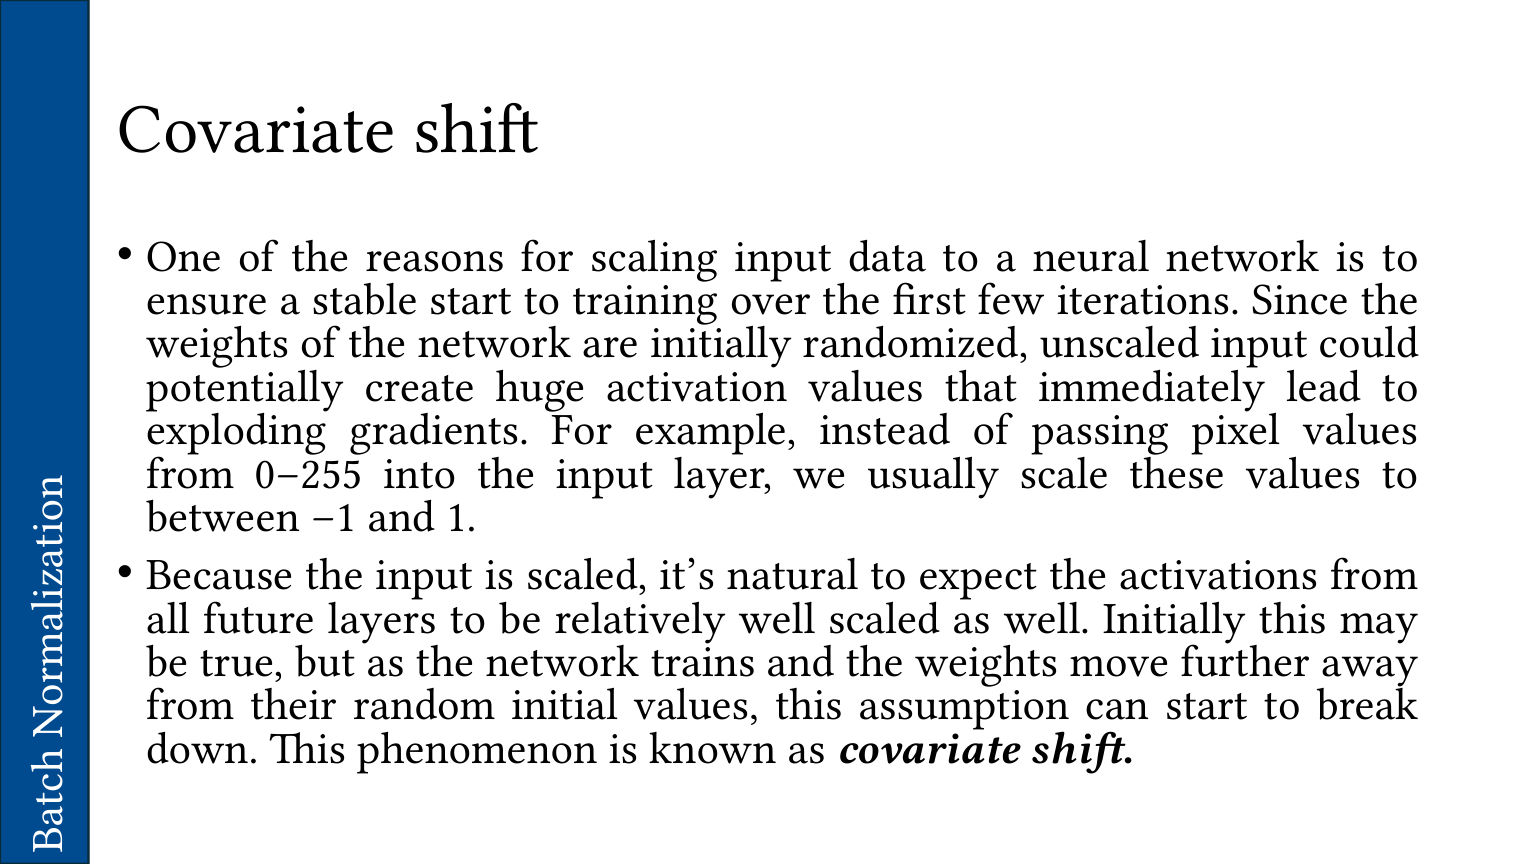 Covariate shift
• One of the reasons for scaling input data to a neural network is to
ensure a stable start to training over the first few iterations. Since the
weights of the network are initially randomized, unscaled input could
potentially create huge activation values that immediately lead to
exploding gradients. For example, instead of passing pixel values
from 0–255 into the input layer, we usually scale these values to
between –1 and 1.
• Because the input is scaled, it’s natural to expect the activations from
all future layers to be relatively well scaled as well. Initially this may
be true, but as the network trains and the weights move further away
from their random initial values, this assumption can start to break
down. This phenomenon is known as covariate shift.
Batch Normalization